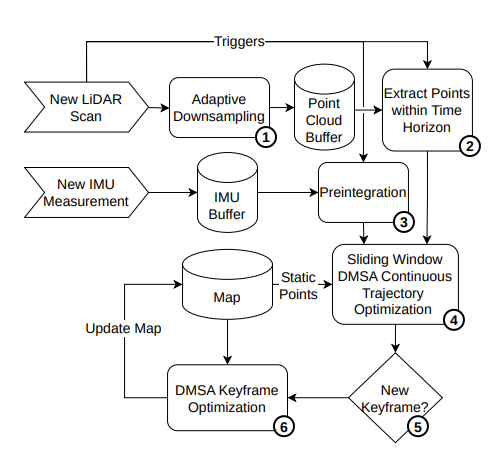 Triggers
New LiDAR
Scan
Adaptive
Downsampling
1
Point
Cloud
Buffer
Extract Points
within Time
Horizon
2
New IMU
Measurement
IMU
Buffer
Preintegration
3
Map
Static
Points
Sliding Window
DMSA Continuous
Trajectory
Optimization
4
Update Map
DMSA Keyframe
Optimization
6
New
Keyframe?
5